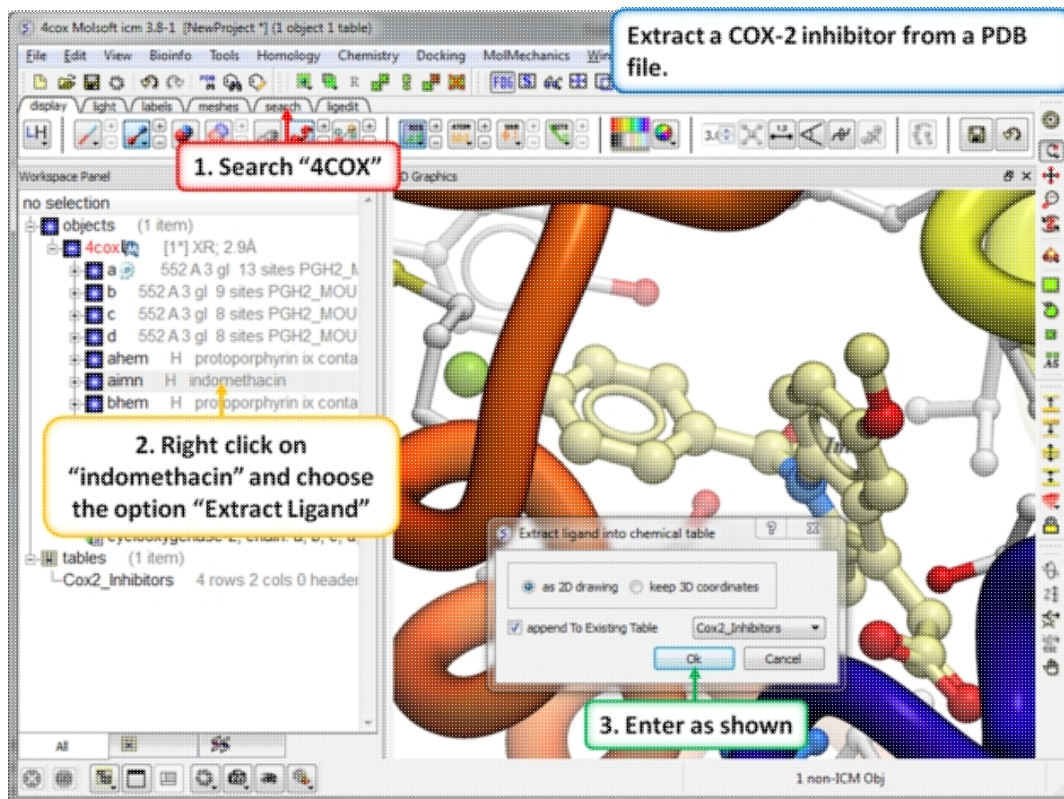 4cox Molsoft icm 3.8-1 [NewProject *] (1 object 1 table)
Extract a COX-2 inhibitor from a PDB
file.
File Edit View Bioinfo Tools Homology Chemistry Docking MolMechanics
display light labels meshes search ligedit
1. Search “4COX”
Workspace Panel
D Graphics
no selection
objects (1 item)
4cox [1*] XR; 2.9Å
a 552 A 3 gl 13 sites PGH2_M
b 552 A 3 gl 9 sites PGH2_MOU
c 552 A 3 gl 8 sites PGH2_MOU
d 552 A 3 gl 8 sites PGH2_MOU
ahem H protoporphyrin ix conta
aimn H indomethacin
bhem H protoporphyrin ix conta
2. Right click on
“indomethacin” and choose
the option “Extract Ligand”
tables (1 item)
Cox2_Inhibitors 4 rows 2 cols 0 header
Extract ligand into chemical table
as 2D drawing keep 3D coordinates
append To Existing Table Cox2_Inhibitors
Ok Cancel
3. Enter as shown
All
1 non-ICM Obj